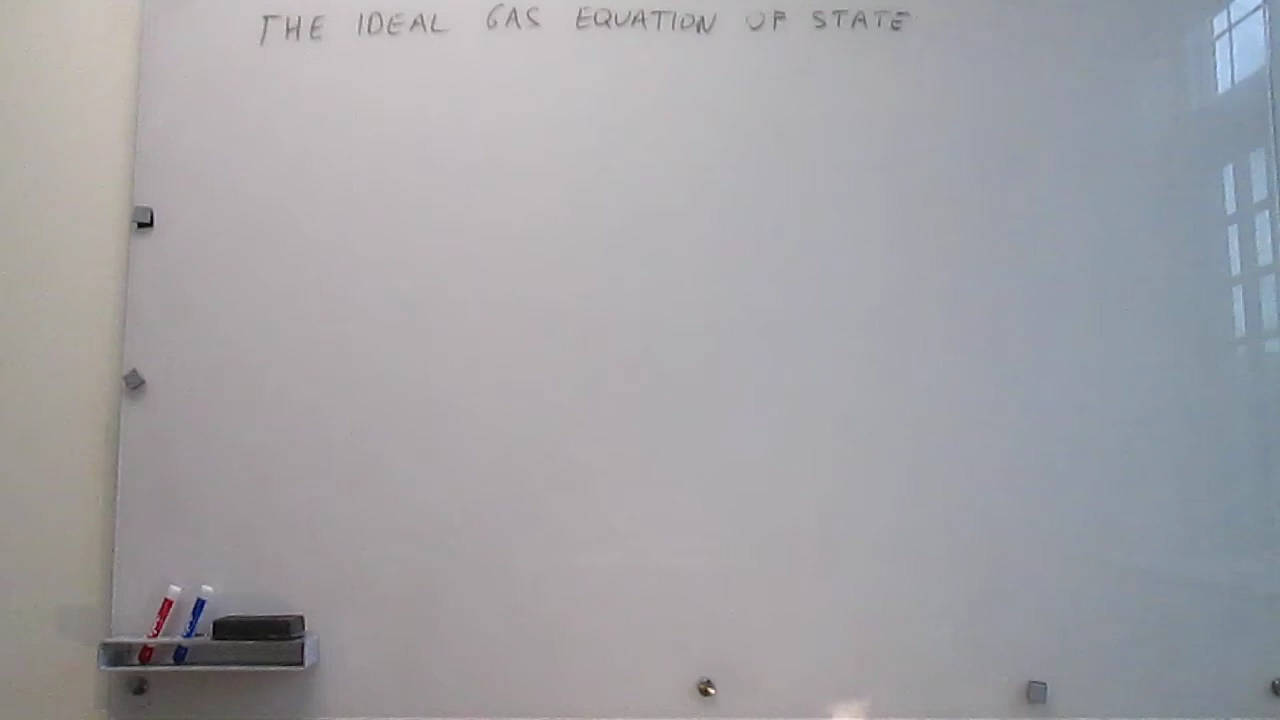 THE IDEAL GAS EQUATION OF STATE